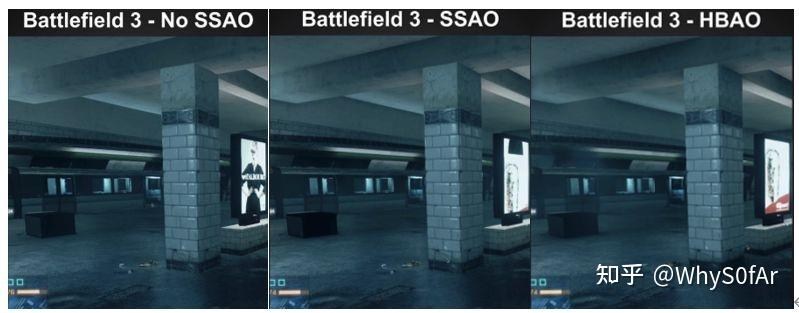 Battlefield 3 - No SSAO
Battlefield 3 - SSAO
Battlefield 3 - HBAO
知乎 @WhyS0fAr